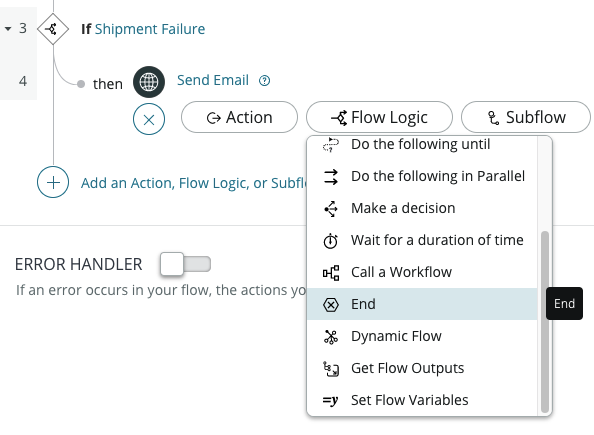 3 If Shipment Failure
4 then Send Email ?
Action Flow Logic Subflow
Do the following until
Do the following in Parallel
Add an Action, Flow Logic, or Subfl
Make a decision
Wait for a duration of time
ERROR HANDLER
Call a Workflow
If an error occurs in your flow, the actions yo
End
End
Dynamic Flow
Get Flow Outputs
=y Set Flow Variables